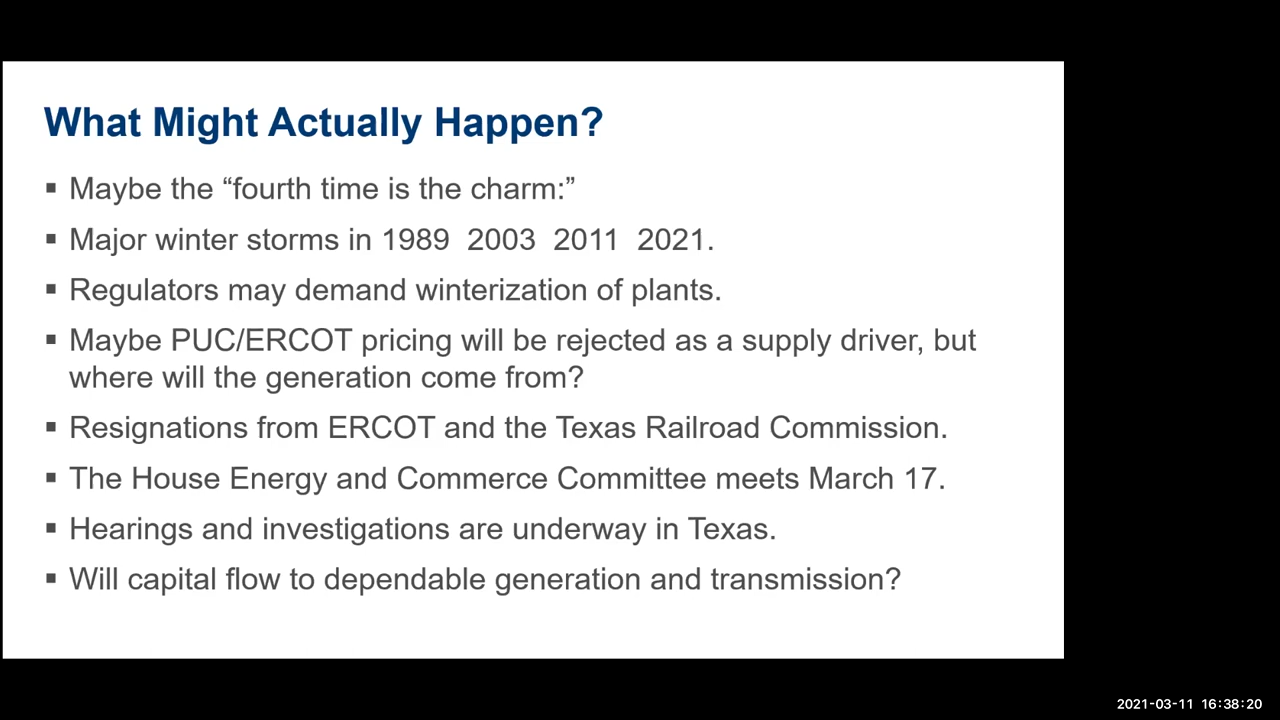 What Might Actually Happen?
▪ Maybe the “fourth time is the charm:”
▪ Major winter storms in 1989  2003  2011  2021.
▪ Regulators may demand winterization of plants.
▪ Maybe PUC/ERCOT pricing will be rejected as a supply driver, but
where will the generation come from?
▪ Resignations from ERCOT and the Texas Railroad Commission.
▪ The House Energy and Commerce Committee meets March 17.
▪ Hearings and investigations are underway in Texas.
▪ Will capital flow to dependable generation and transmission?
2021-03-11 16:38:20